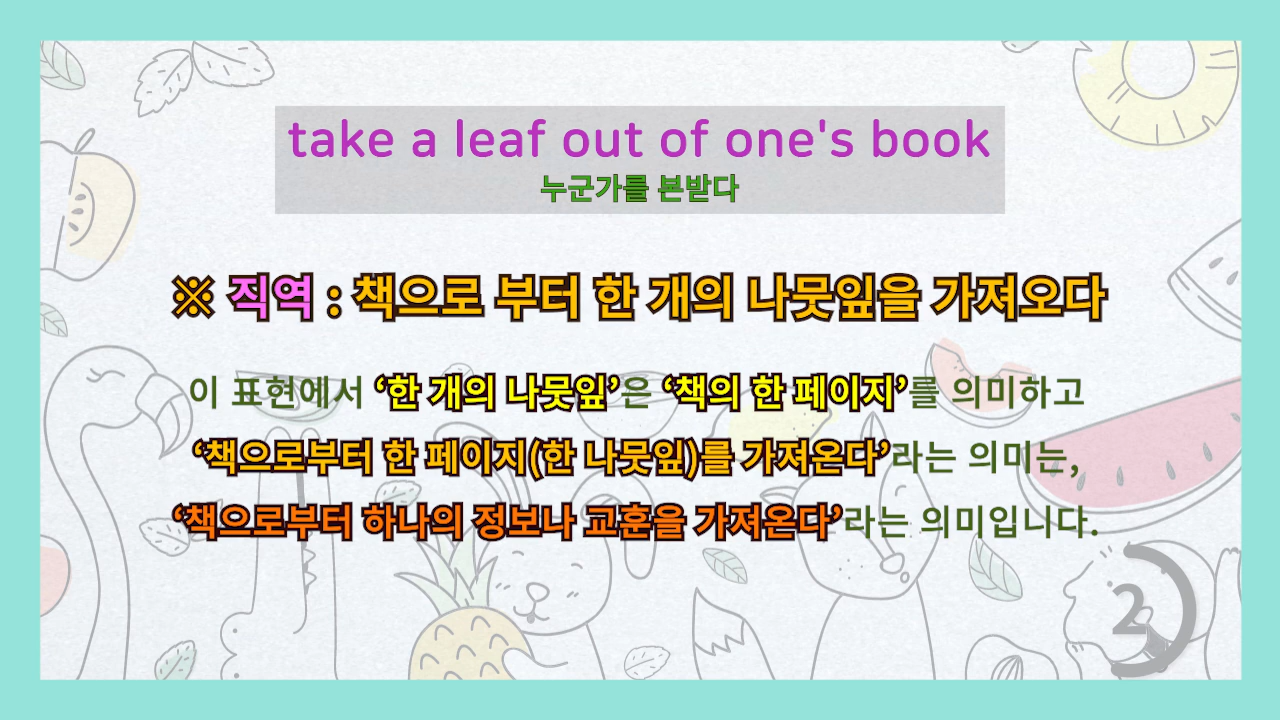 take a leaf out of one's book
누군가를 본받다
※ 직역 : 책으로 부터 한 개의 나뭇잎을 가져오다
이 표현에서 ‘한 개의 나뭇잎’은 ‘책의 한 페이지’를 의미하고
‘책으로부터 한 페이지(한 나뭇잎)를 가져온다’라는 의미는,
‘책으로부터 하나의 정보나 교훈을 가져온다’라는 의미입니다.
2